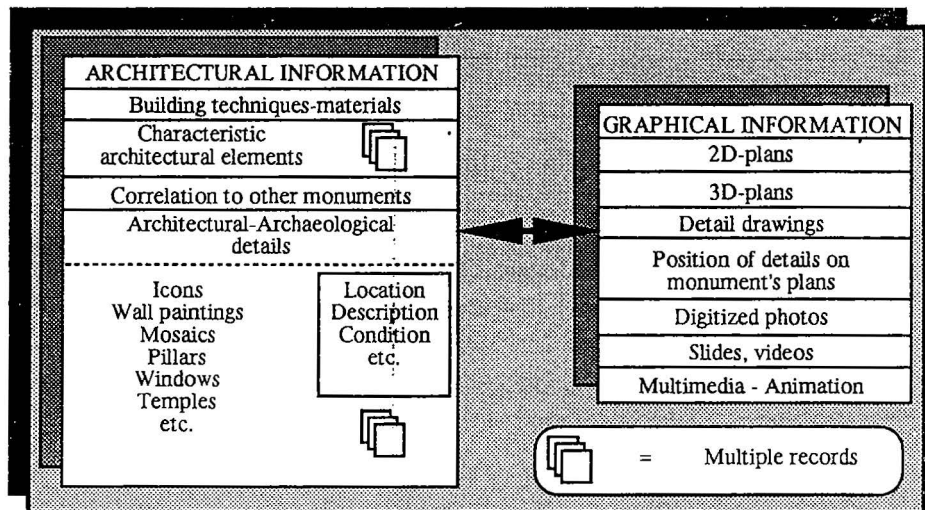 ARCHITECTURAL INFORMATION
Building techniques-materials
Characteristic
architectural elements
Correlation to other monuments
Architectural-Archaeological
details
Icons
Wall paintings
Mosaics
Pillars
Windows
Temples
etc.
Location
Description
Condition
etc.
GRAPHICAL INFORMATION
2D-plans
3D-plans
Detail drawings
Position of details on
monument's plans
Digitized photos
Slides, videos
Multimedia - Animation
= Multiple records